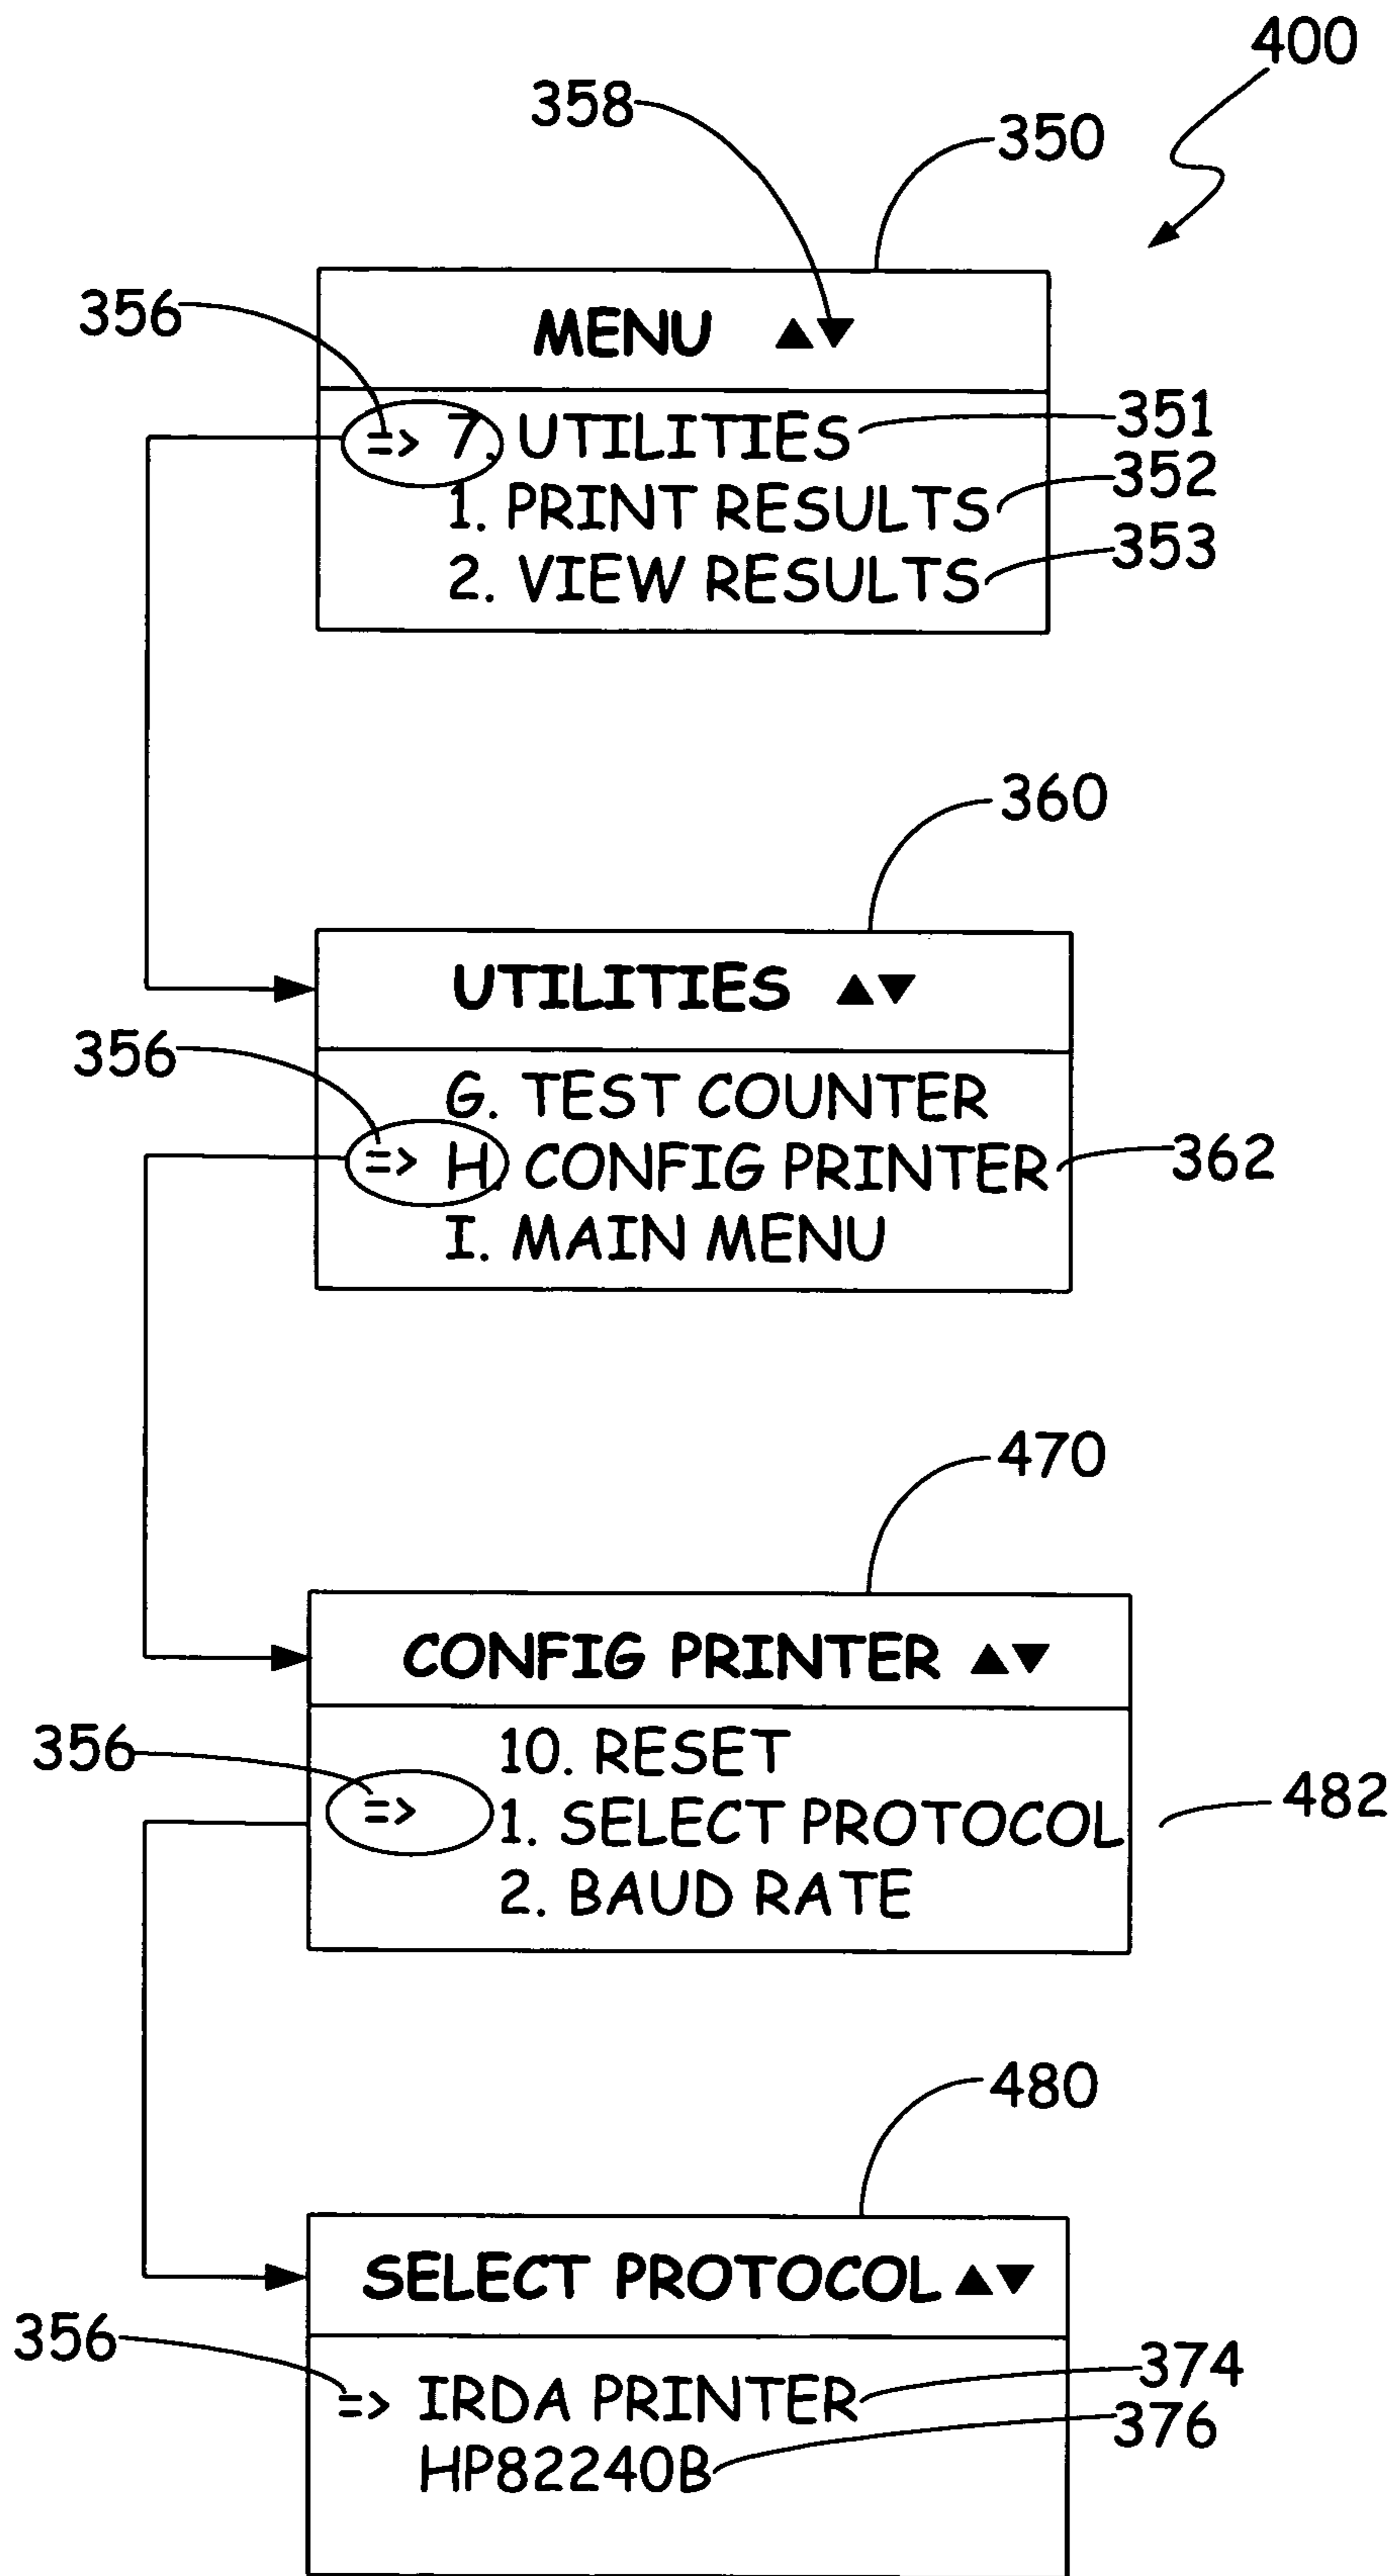 400
358
350
356
MENU ▲▼
=> 7. UTILITIES
351
1. PRINT RESULTS
352
2. VIEW RESULTS
353
360
UTILITIES ▲▼
356
G. TEST COUNTER
=> H. CONFIG PRINTER
362
I. MAIN MENU
470
CONFIG PRINTER ▲▼
356
10. RESET
=> 1. SELECT PROTOCOL
482
2. BAUD RATE
480
SELECT PROTOCOL ▲▼
356
=> IRDA PRINTER
374
HP82240B
376